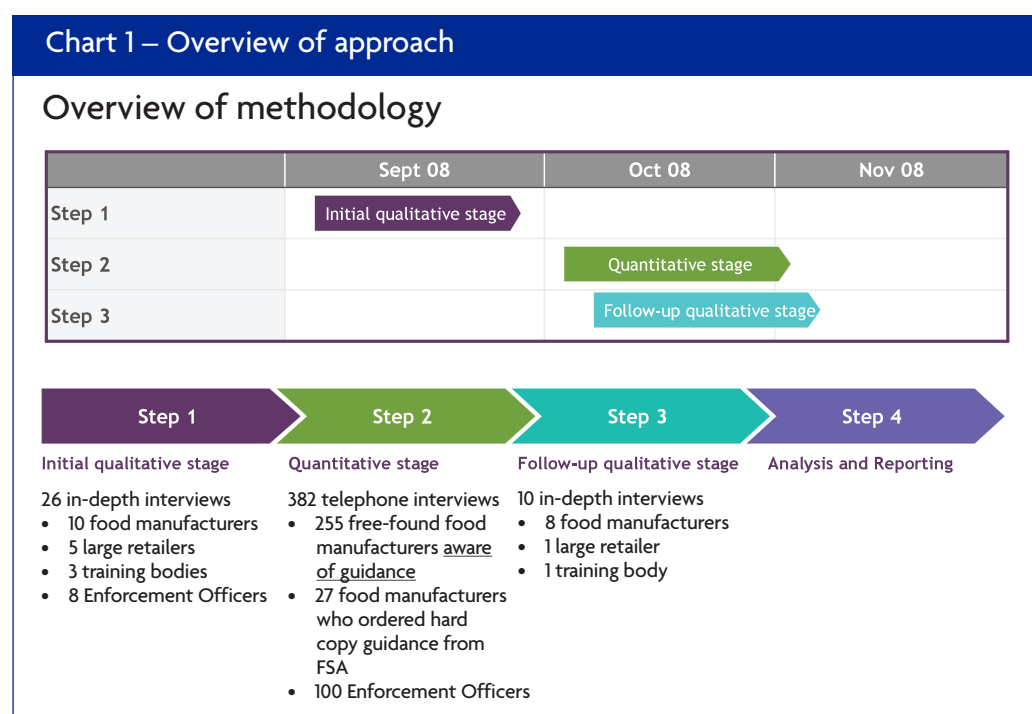 Chart 1 – Overview of approach
Overview of methodology
Sept 08 Oct 08 Nov 08
Step 1 Initial qualitative stage
Step 2 Quantitative stage
Step 3 Follow-up qualitative stage
Step 1 Step 2 Step 3 Step 4
Initial qualitative stage
26 in-depth interviews
• 10 food manufacturers
• 5 large retailers
• 3 training bodies
• 8 Enforcement Officers
Quantitative stage
382 telephone interviews
• 255 free-found food
manufacturers aware
of guidance
• 27 food manufacturers
who ordered hard
copy guidance from
FSA
• 100 Enforcement Officers
Follow-up qualitative stage
10 in-depth interviews
• 8 food manufacturers
• 1 large retailer
• 1 training body
Analysis and Reporting